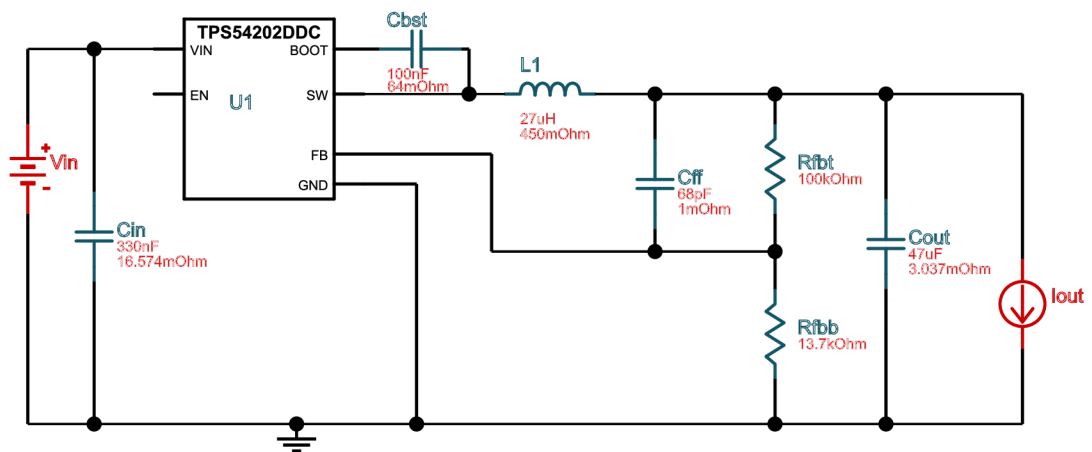 TPS54202DDC
VIN
BOOT
EN
U1
SW
FB
GND
Cbst
100nF
64mOhm
L1
27uH
450mOhm
+
Vin
-
Cin
330nF
16.574mOhm
Cff
68pF
1mOhm
Rfbt
100kOhm
Rfbb
13.7kOhm
Cout
47uF
3.037mOhm
Iout